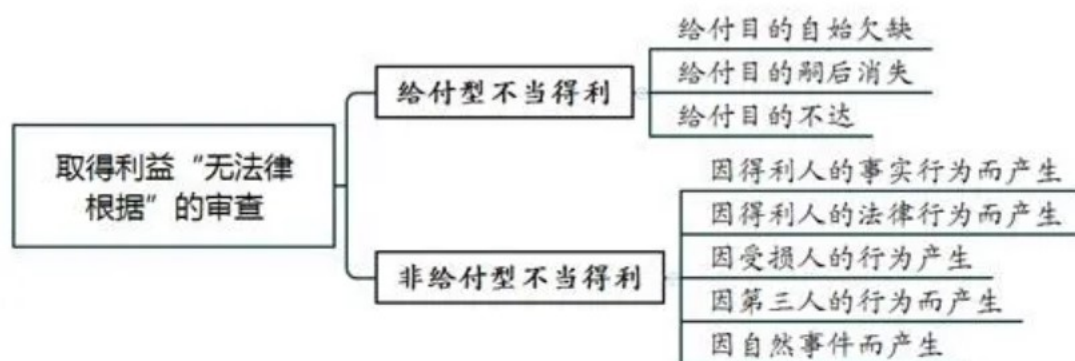 取得利益“无法律
根据”的审查
给付型不当得利
给付目的自始欠缺
给付目的嗣后消失
给付目的不达
非给付型不当得利
因得利人的事实行为而产生
因得利人的法律行为而产生
因受损人的行为产生
因第三人的行为而产生
因自然事件而产生